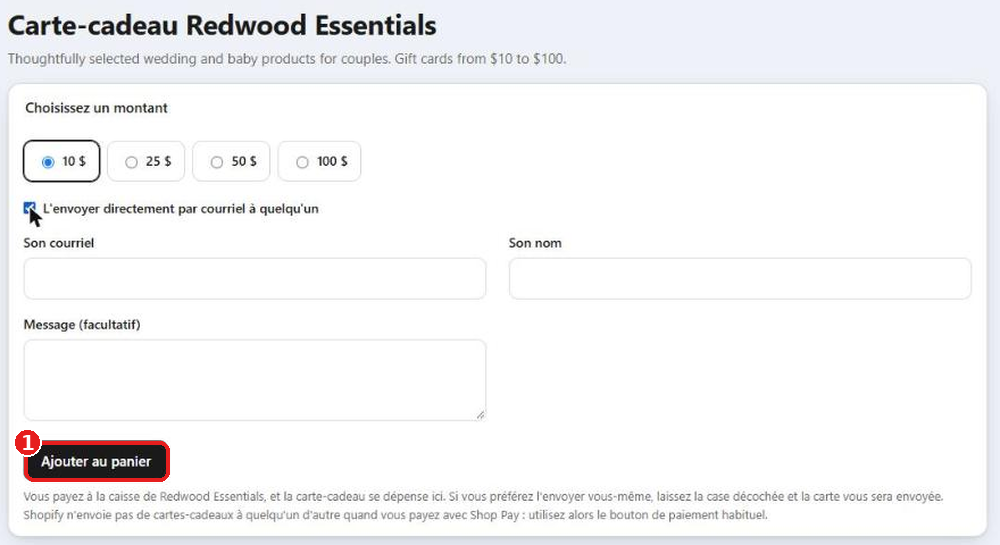 Carte-cadeau Redwood Essentials
Thoughtfully selected wedding and baby products for couples. Gift cards from $10 to $100.
Choisissez un montant
10 $ 25 $ 50 $ 100 $
L'envoyer directement par courriel à quelqu'un
Son courriel Son nom
Message (facultatif)
1
Ajouter au panier
Vous payez à la caisse de Redwood Essentials, et la carte-cadeau se dépense ici. Si vous préférez l'envoyer vous-même, laissez la case décochée et la carte vous sera envoyée.
Shopify n'envoie pas de cartes-cadeaux à quelqu'un d'autre quand vous payez avec Shop Pay : utilisez alors le bouton de paiement habituel.